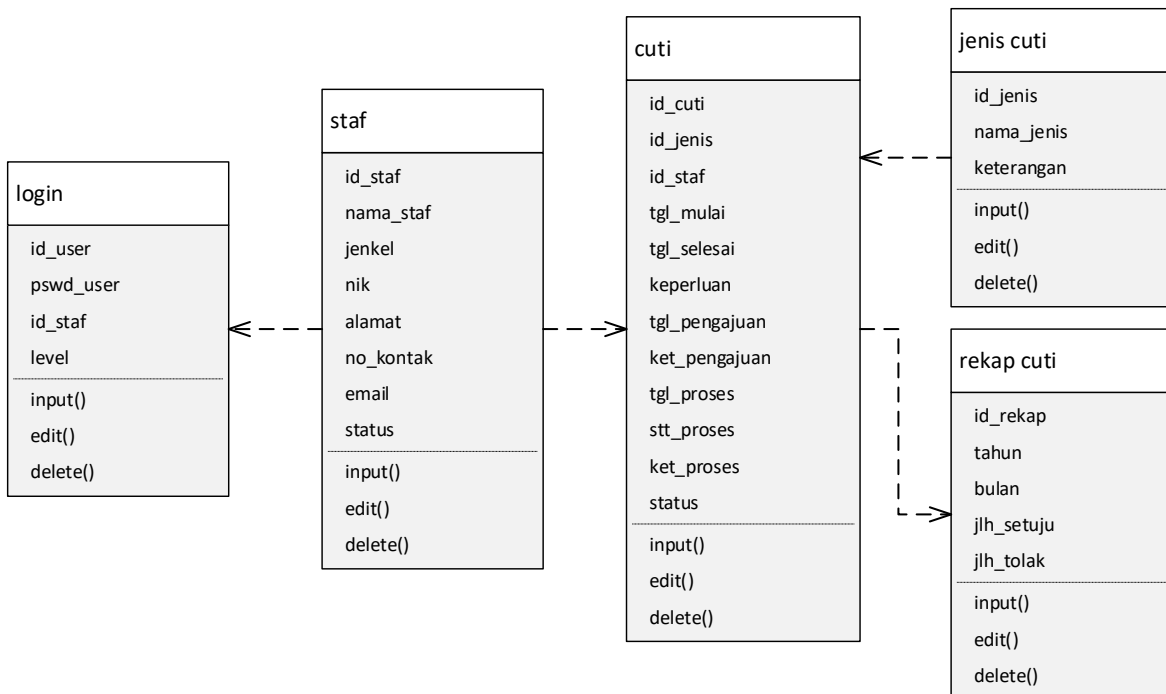 login
id_user
pswd_user
id_staf
level
input()
edit()
delete()
staf
id_staf
nama_staf
jenkel
nik
alamat
no_kontak
email
status
input()
edit()
delete()
cuti
id_cuti
id_jenis
id_staf
tgl_mulai
tgl_selesai
keperluan
tgl_pengajuan
ket_pengajuan
tgl_proses
stt_proses
ket_proses
status
input()
edit()
delete()
jenis cuti
id_jenis
nama_jenis
keterangan
input()
edit()
delete()
rekap cuti
id_rekap
tahun
bulan
jlh_setuju
jlh_tolak
input()
edit()
delete()